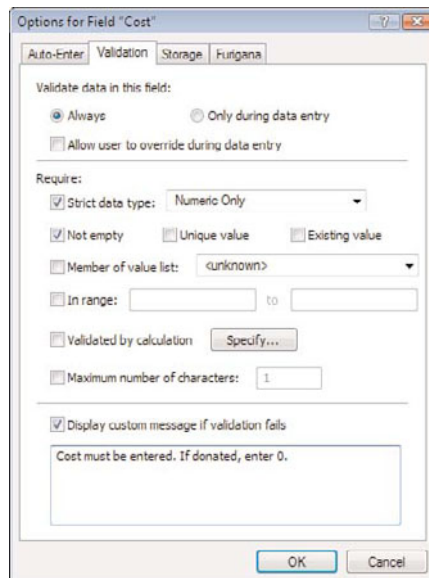 Options for Field "Cost"
Auto-Enter Validation Storage Furigana
Validate data in this field:
Always Only during data entry
Allow user to override during data entry
Require:
Strict data type: Numeric Only
Not empty Unique value Existing value
Member of value list: <unknown>
In range: to
Validated by calculation Specify...
Maximum number of characters: 1
Display custom message if validation fails
Cost must be entered. If donated, enter 0.
OK Cancel